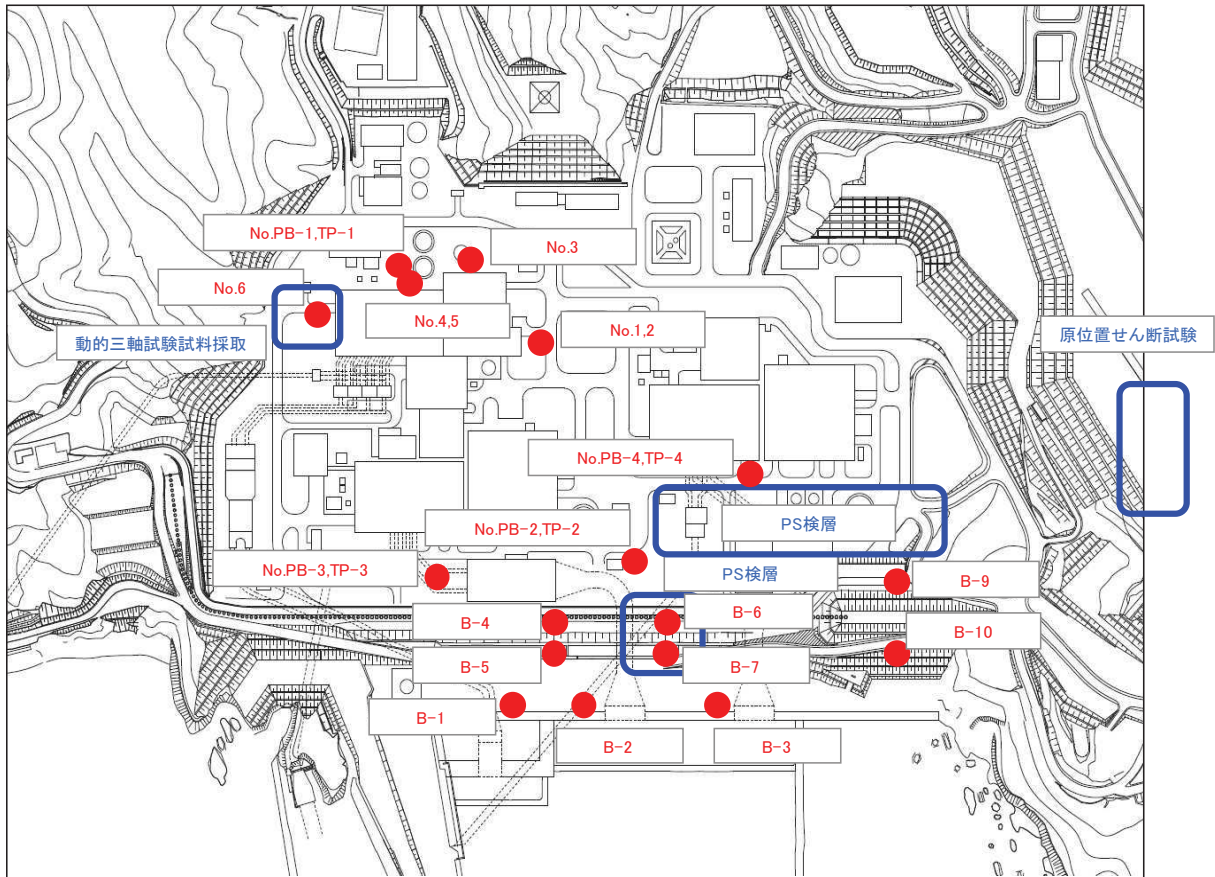 No.PB-1,TP-1
No.3
No.6
No.4,5
No.1,2
動的三軸試験試料採取
原位置せん断試験
No.PB-4,TP-4
No.PB-2,TP-2
PS検層
No.PB-3,TP-3
PS検層
B-9
B-4
B-6
B-10
B-5
B-7
B-1
B-2
B-3